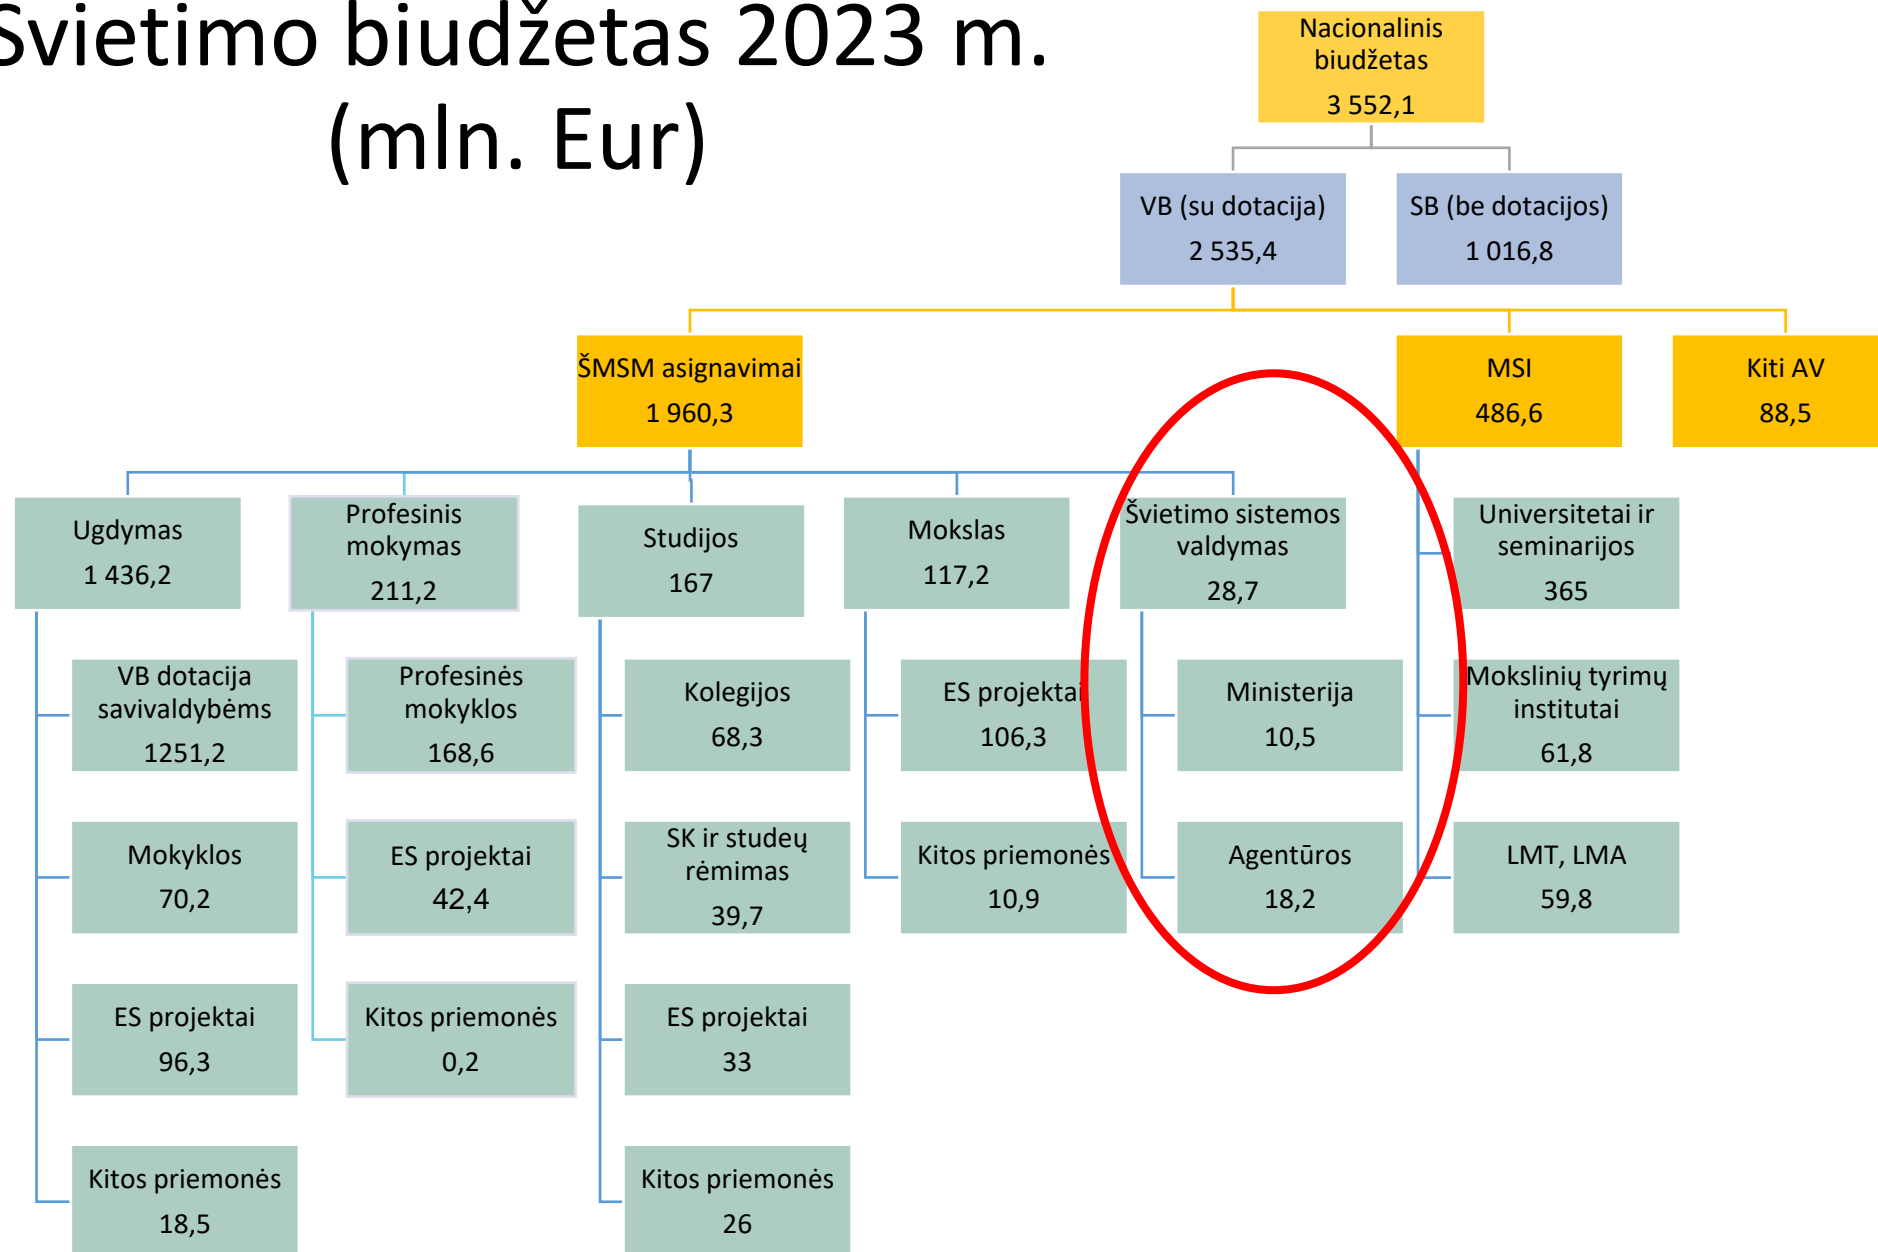 Švietimo biudžetas 2023 m.
(mln. Eur)
Nacionalinis
biudžetas
3 552,1
VB (su dotacija)
2 535,4
SB (be dotacijos)
1 016,8
ŠMSM asignavimai
1 960,3
MSI
486,6
Kiti AV
88,5
Ugdymas
1 436,2
VB dotacija
savivaldybėms
1251,2
Mokyklos
70,2
ES projektai
96,3
Kitos priemonės
18,5
Profesinis
mokymas
211,2
Profesinės
mokyklos
168,6
ES projektai
42,4
Kitos priemonės
0,2
Studijos
167
Kolegijos
68,3
SK ir studeų
rėmimas
39,7
ES projektai
33
Kitos priemonės
26
Mokslas
117,2
ES projektai
106,3
Kitos priemonės
10,9
Švietimo sistemos
valdymas
28,7
Ministerija
10,5
Agentūros
18,2
Universitetai ir
seminarijos
365
Mokslinių tyrimų
institutai
61,8
LMT, LMA
59,8